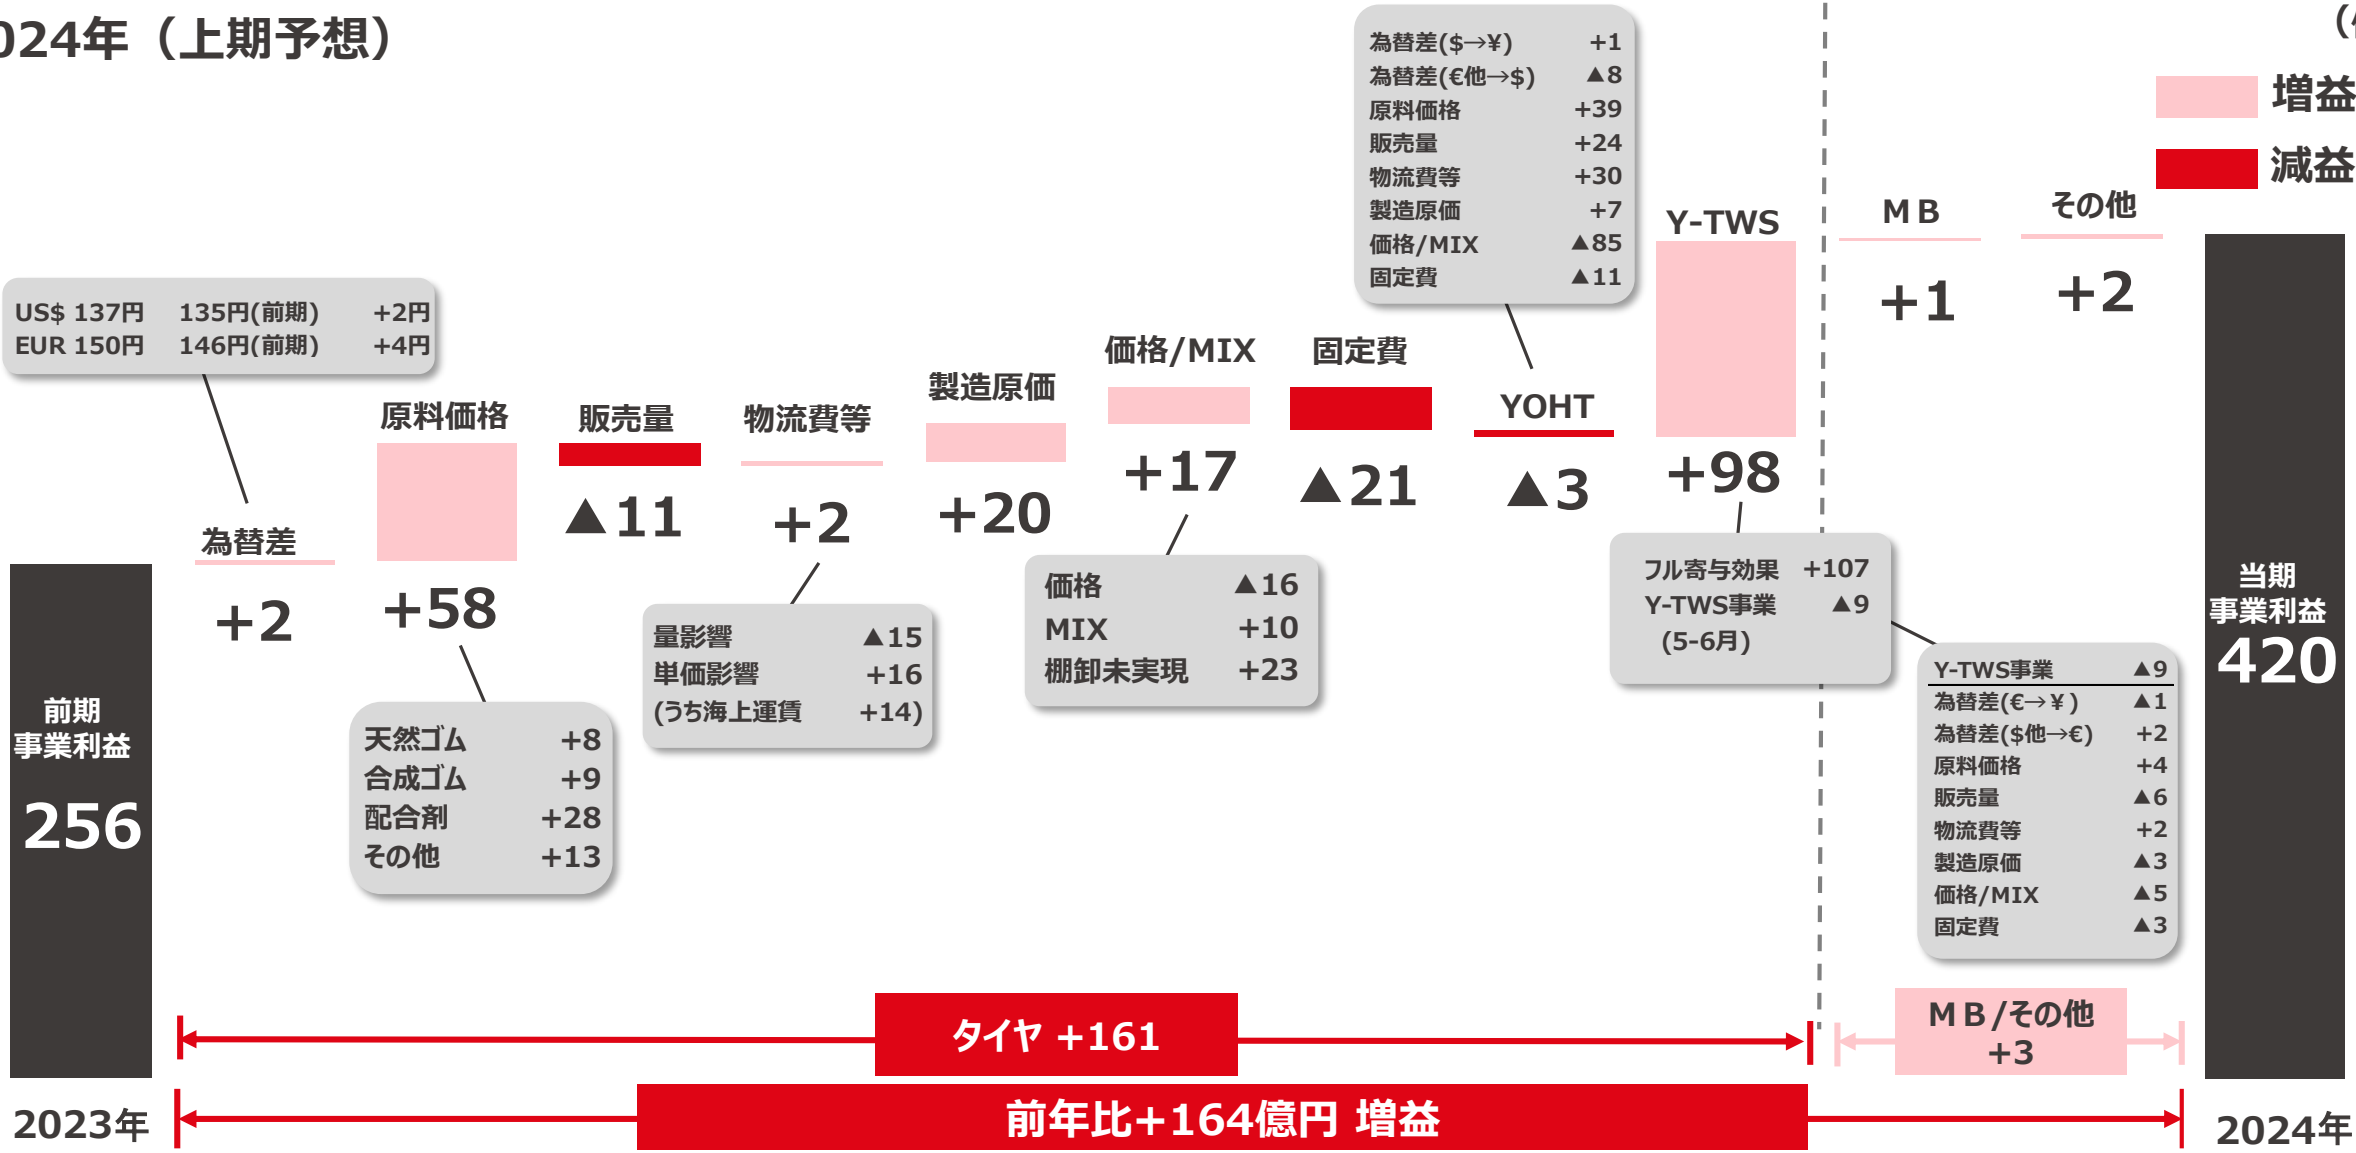 024年（上期予想）
増益
減益
為替差($→¥) +1
為替差(€他→$) ▲8
原料価格 +39
販売量 +24
物流費等 +30
製造原価 +7
価格/MIX ▲85
固定費 ▲11
US$ 137円 135円(前期) +2円
EUR 150円 146円(前期) +4円
前期
事業利益
256
為替差
+2
原料価格
+58
天然ゴム +8
合成ゴム +9
配合剤 +28
その他 +13
販売量
▲11
物流費等
+2
量影響 ▲15
単価影響 +16
(うち海上運賃 +14)
製造原価
+20
価格/MIX
+17
価格 ▲16
MIX +10
棚卸未実現 +23
固定費
▲21
YOHT
▲3
Y-TWS
+98
フル寄与効果 +107
Y-TWS事業 ▲9
(5-6月)
Y-TWS事業 ▲9
為替差(€→¥) ▲1
為替差($他→€) +2
原料価格 +4
販売量 ▲6
物流費等 +2
製造原価 ▲3
価格/MIX ▲5
固定費 ▲3
ＭＢ
+1
その他
+2
当期
事業利益
420
タイヤ +161
ＭＢ/その他
+3
前年比+164億円 増益
2023年
2024年